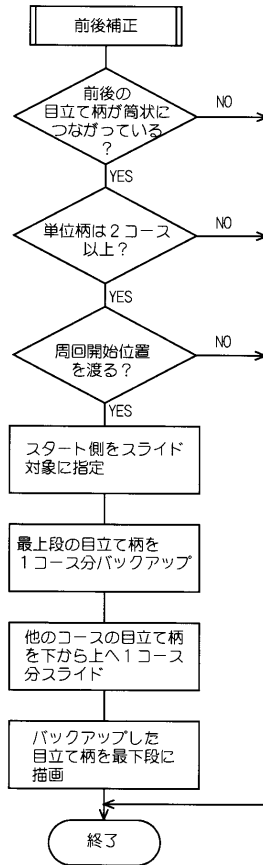 前後補正
前後の
目立て柄が筒状に
つながっている
？
NO
YES
単位柄は２コース
以上？
NO
YES
周回開始位置
を渡る？
NO
YES
スタート側をスライド
対象に指定
最上段の目立て柄を
１コース分バックアップ
他のコースの目立て柄
を下から上へ１コース
分スライド
バックアップした
目立て柄を最下段に
描画
終了